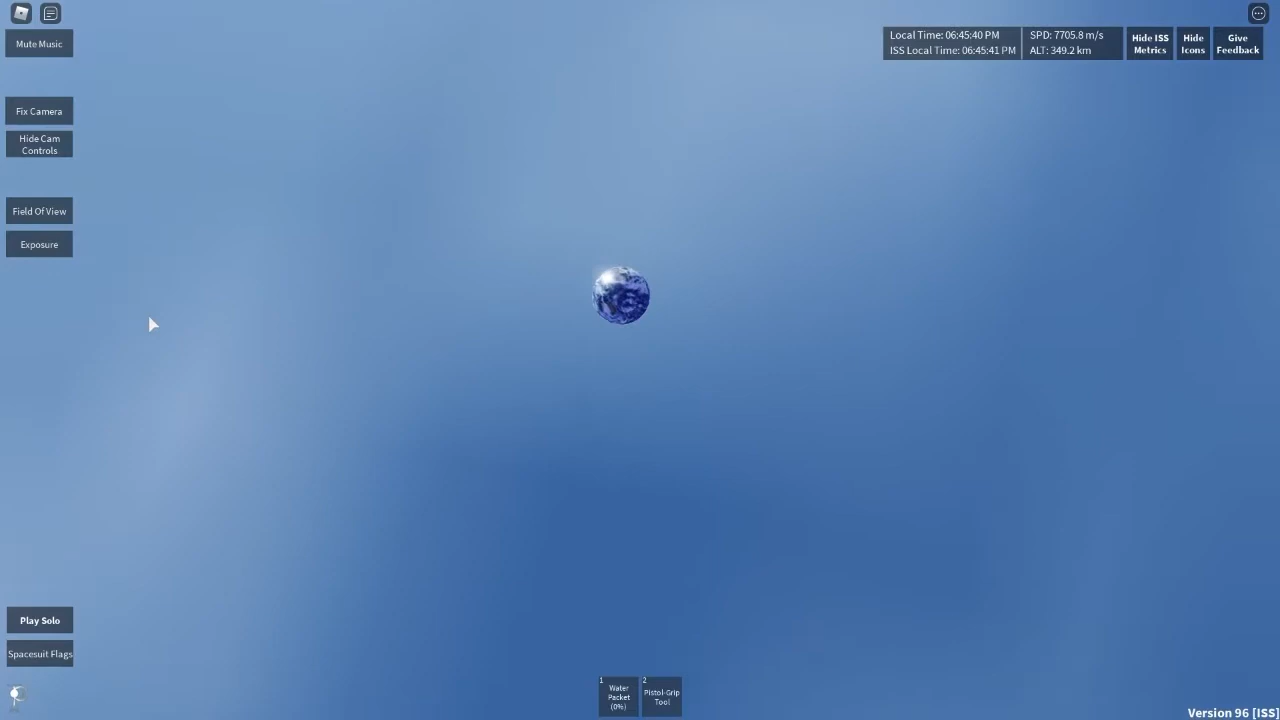 Mute Music
Local Time: 06:45:40 PM
ISS Local Time: 06:45:41 PM
SPD: 7705.8 m/s
ALT: 349.2 km
Hide ISS
Metrics
Hide
Icons
Give
Feedback
Fix Camera
Hide Cam
Controls
Field Of View
Exposure
Play Solo
Spacesuit Flags
1
Water
Packet
(0%)
2
Pistol-Grip
Tool
Version 96 [ISS]